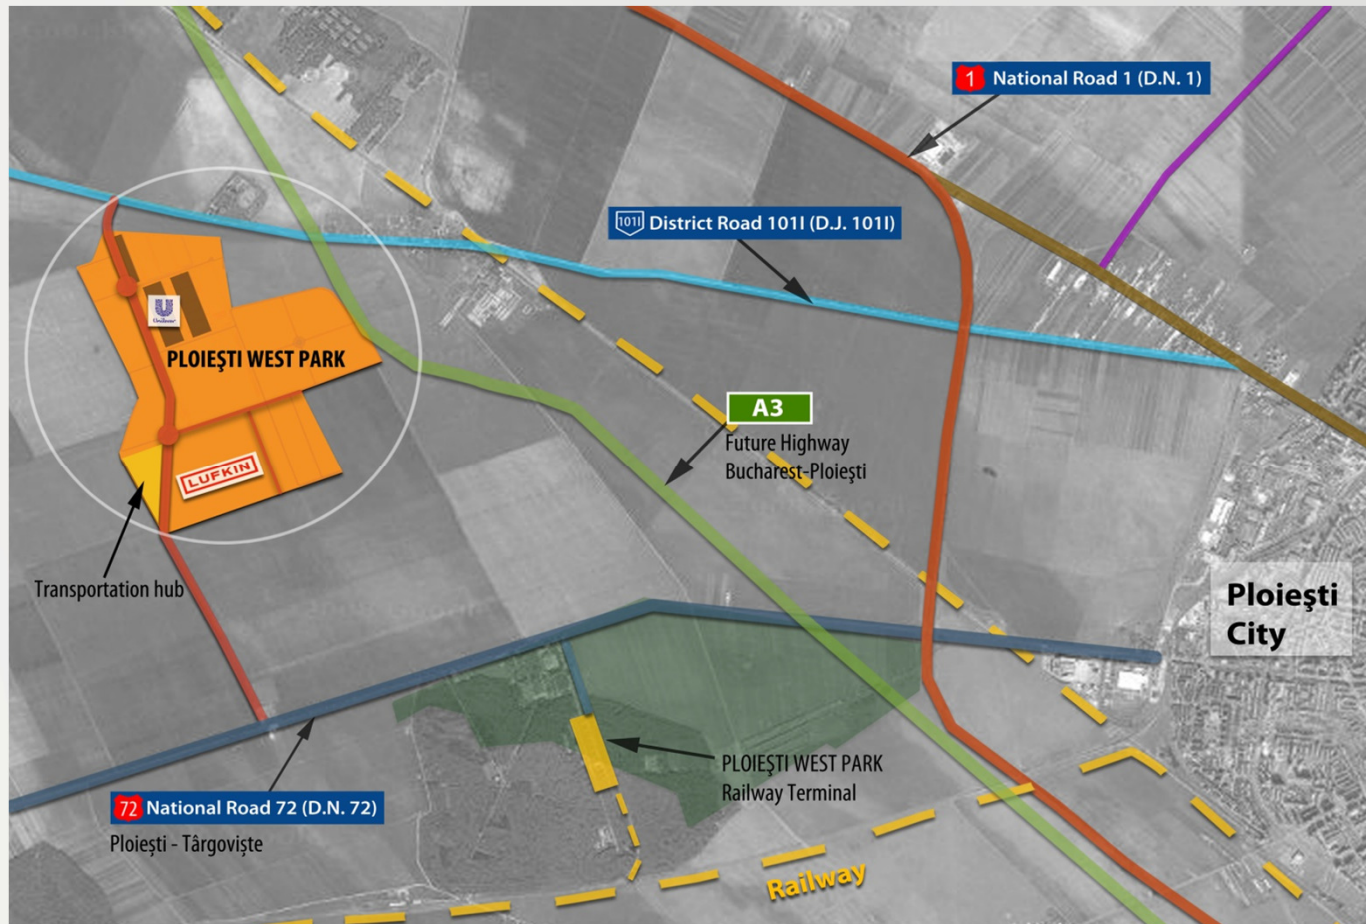 1 National Road 1 (D.N. 1)
101I District Road 101I (D.J. 101I)
Unilever
PLOIEŞTI WEST PARK
A3
Future Highway
Bucharest-Ploieşti
LUFKIN
Transportation hub
Ploieşti
City
PLOIEŞTI WEST PARK
Railway Terminal
72 National Road 72 (D.N. 72)
Ploieşti - Târgovişte
Railway